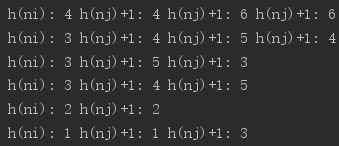 h(ni): 4 h(nj)+1: 4 h(nj)+1: 6 h(nj)+1: 6
h(ni): 3 h(nj)+1: 4 h(nj)+1: 5 h(nj)+1: 4
h(ni): 3 h(nj)+1: 5 h(nj)+1: 3
h(ni): 3 h(nj)+1: 4 h(nj)+1: 5
h(ni): 2 h(nj)+1: 2
h(ni): 1 h(nj)+1: 1 h(nj)+1: 3